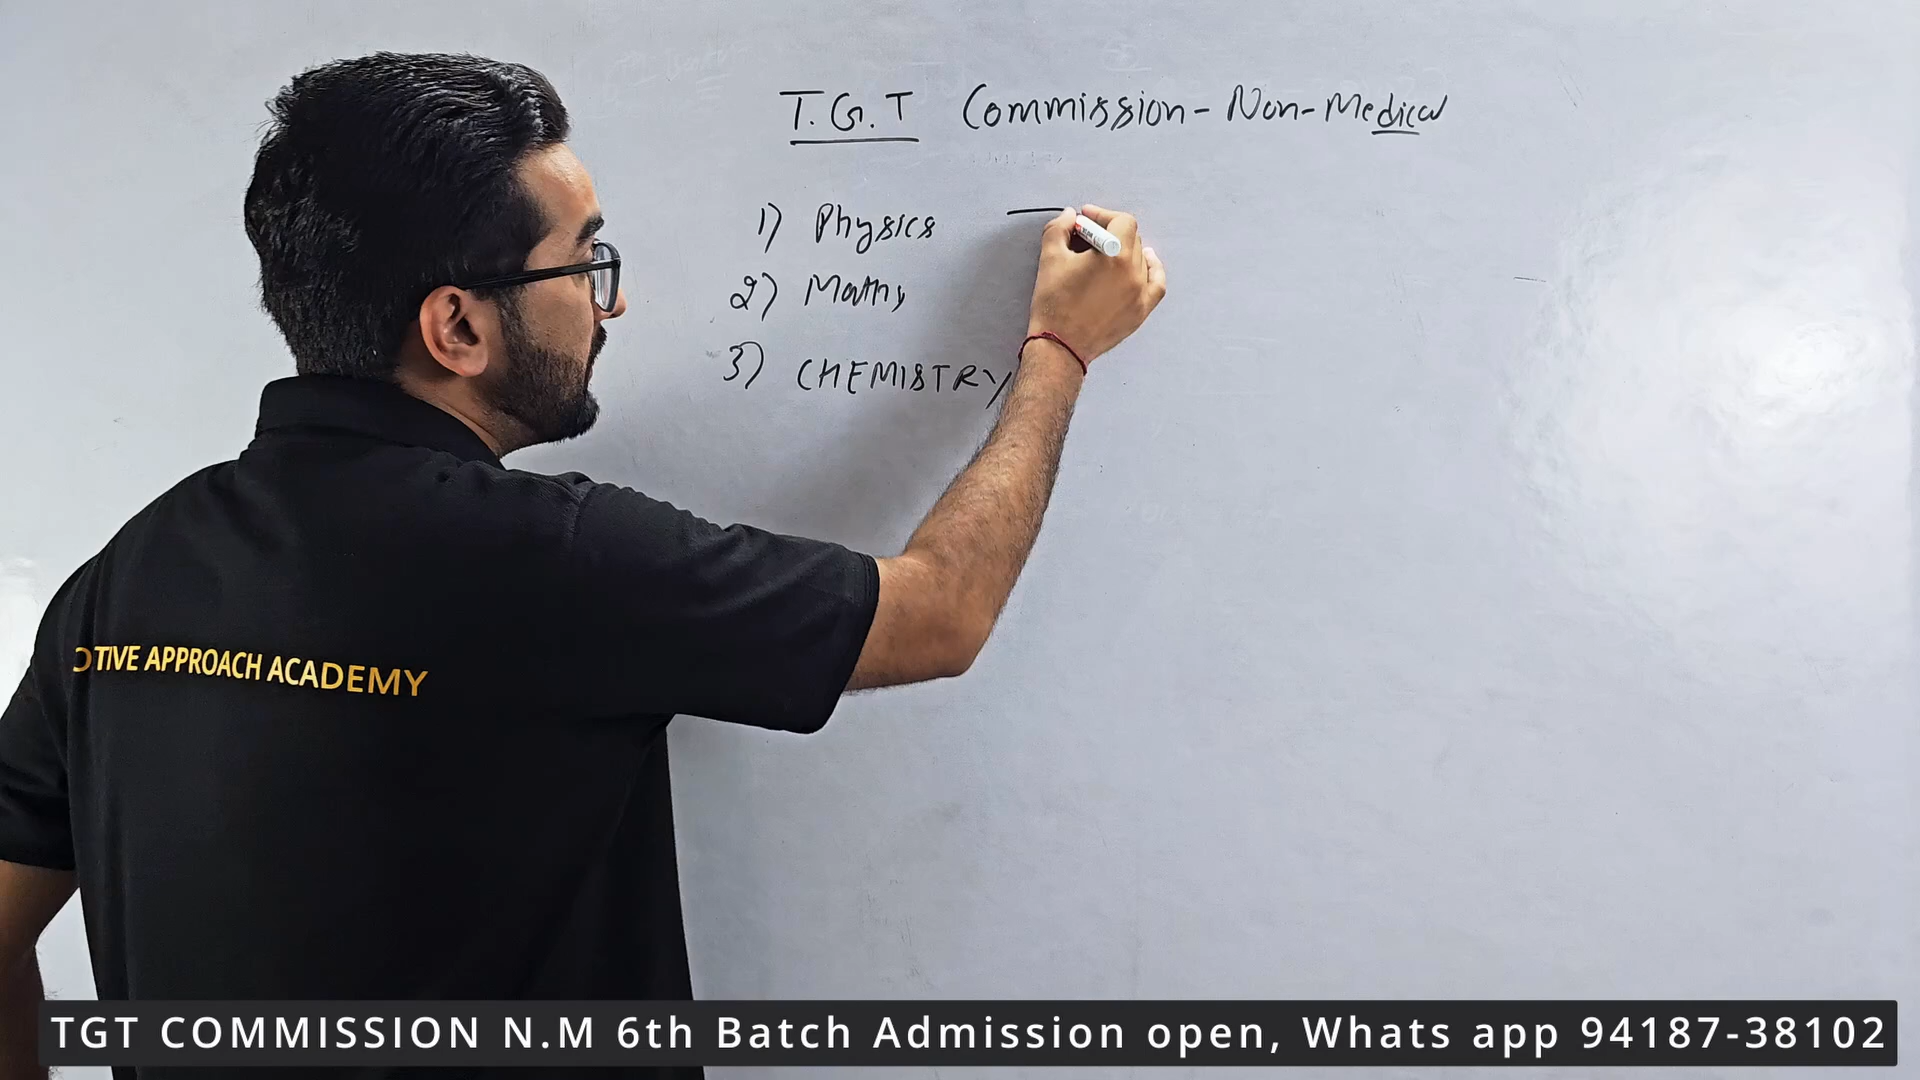 T.G.T Commission - Non-Medical
1) Physics
2) Maths
3) CHEMISTRY
OTIVE APPROACH ACADEMY
TGT COMMISSION N.M 6th Batch Admission open, Whats app 94187-38102